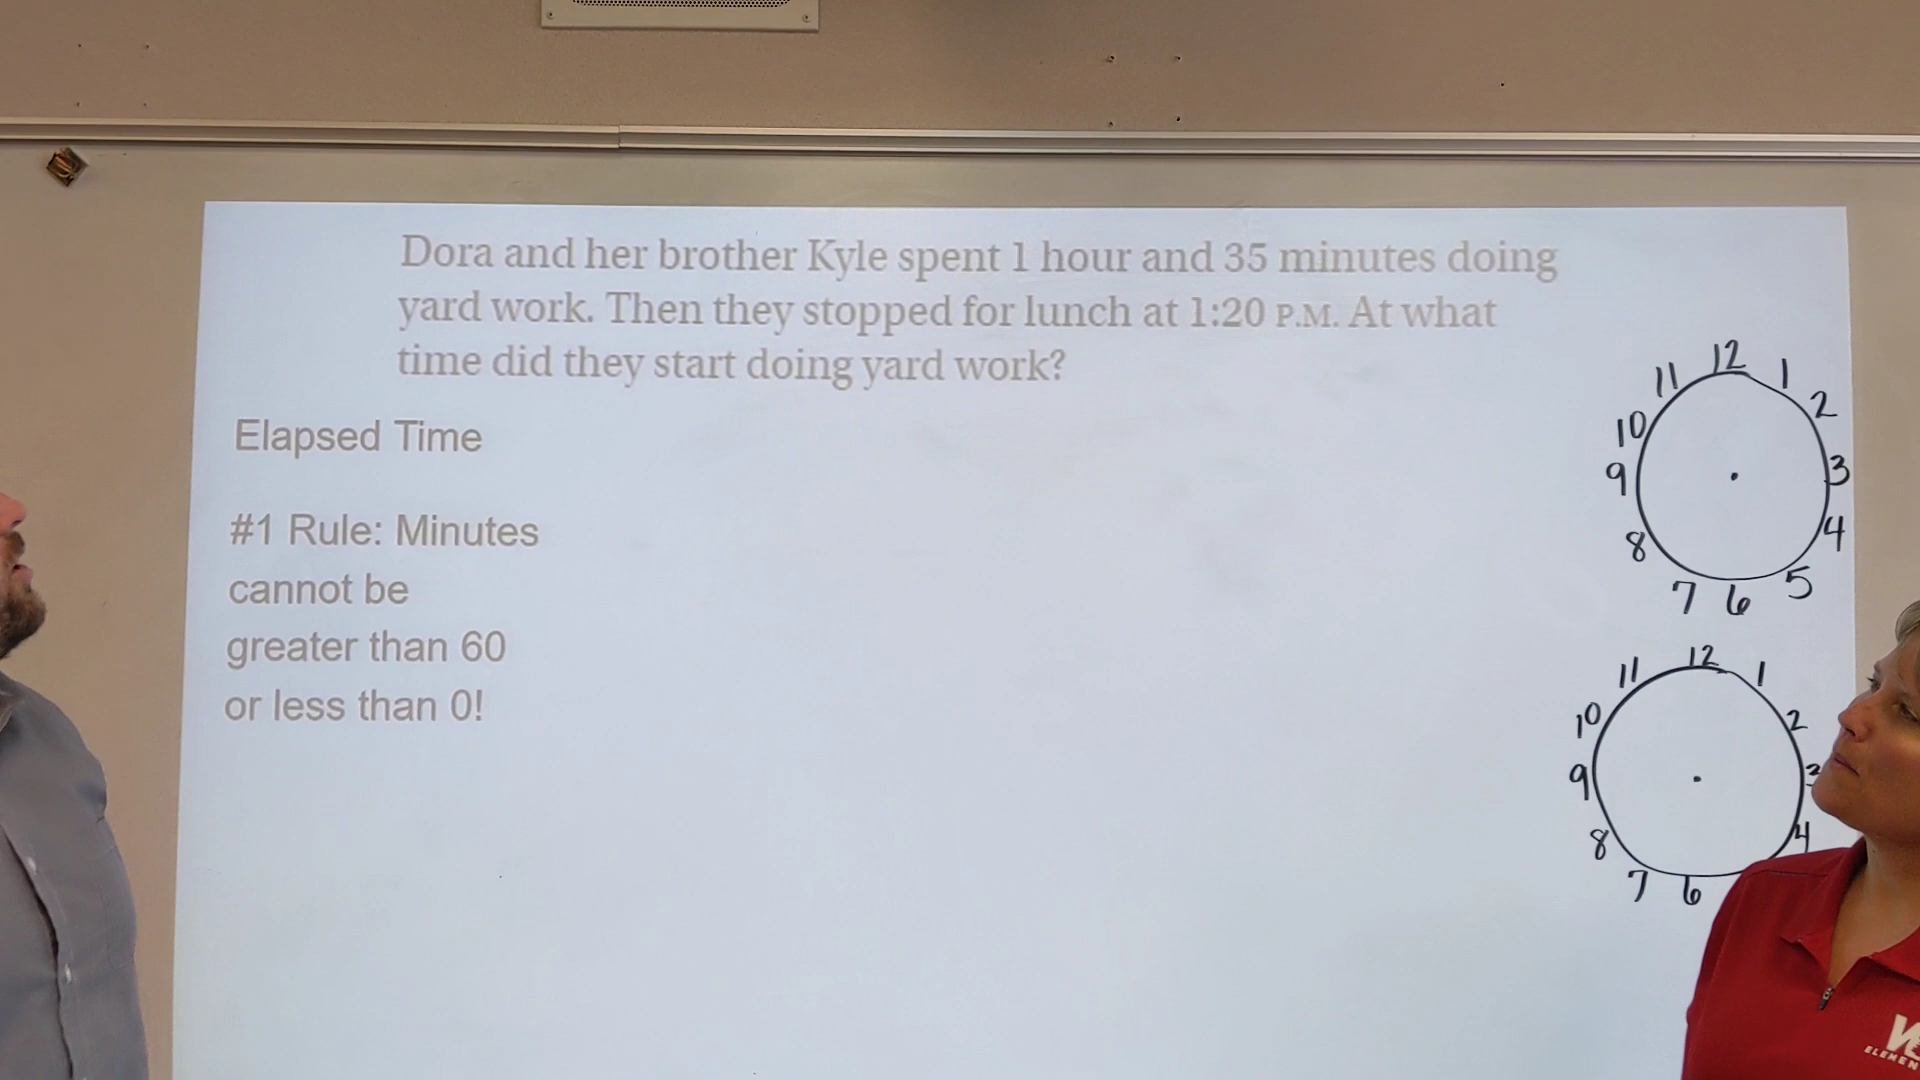 Dora and her brother Kyle spent 1 hour and 35 minutes doing
yard work. Then they stopped for lunch at 1:20 P.M. At what
time did they start doing yard work?
Elapsed Time
#1 Rule: Minutes
cannot be
greater than 60
or less than 0!
12
1
2
3
4
5
6
7
8
9
10
11
12
1
2
3
4
6
7
8
9
10
11